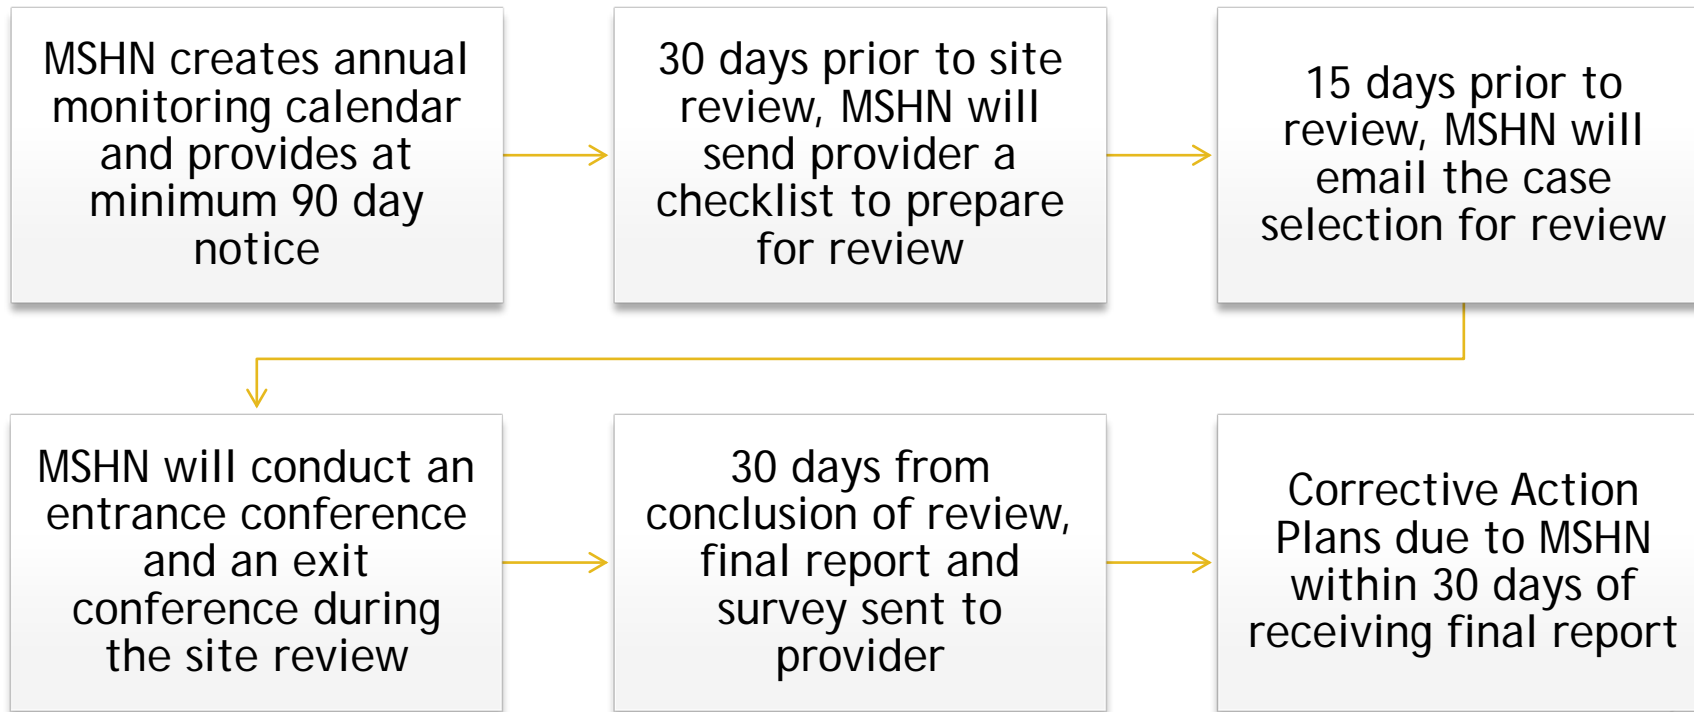 MSHN creates annual
monitoring calendar
and provides at
minimum 90 day
notice
30 days prior to site
review, MSHN will
send provider a
checklist to prepare
for review
15 days prior to
review, MSHN will
email the case
selection for review
MSHN will conduct an
entrance conference
and an exit
conference during
the site review
30 days from
conclusion of review,
final report and
survey sent to
provider
Corrective Action
Plans due to MSHN
within 30 days of
receiving final report